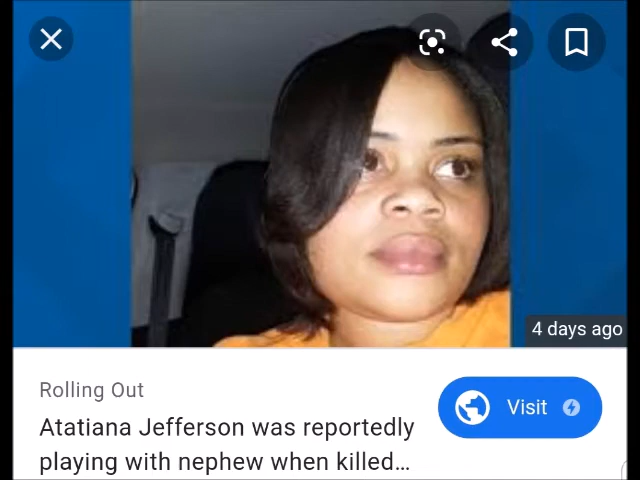 4 days ago
Rolling Out
Visit
Atatiana Jefferson was reportedly
playing with nephew when killed...